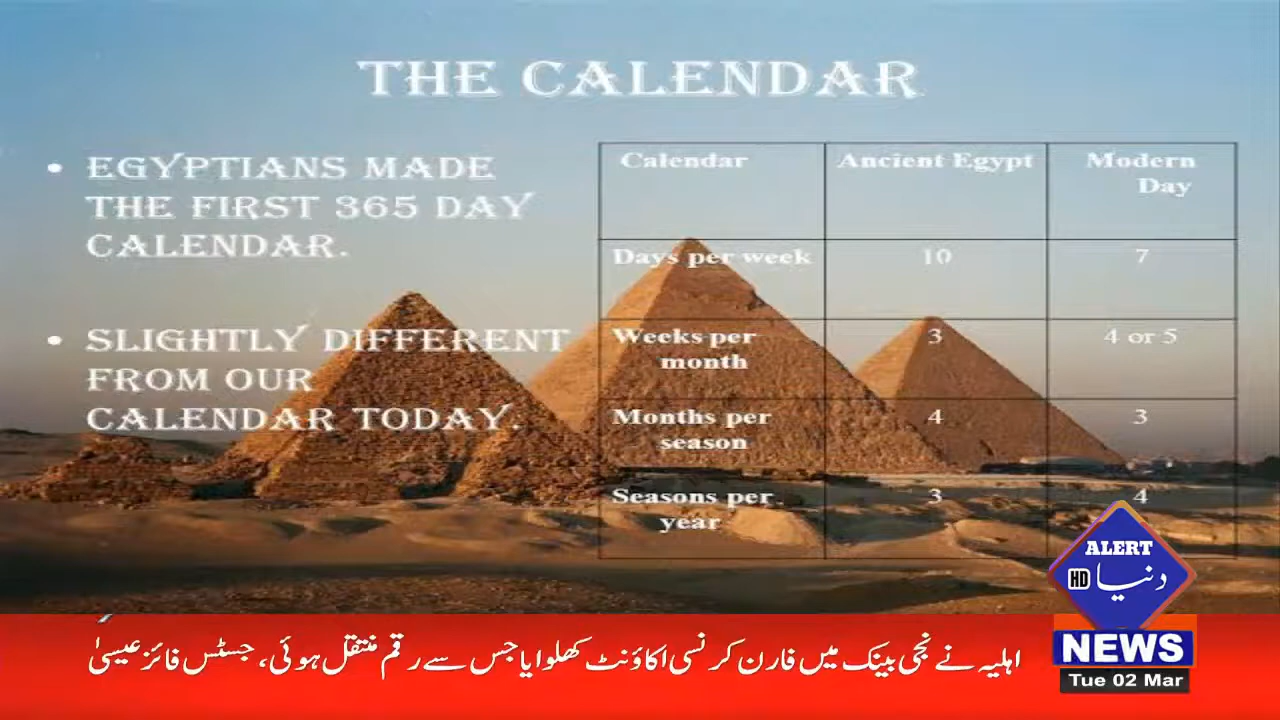 THE CALENDAR
• EGYPTIANS MADE
THE FIRST 365 DAY
CALENDAR.
• SLIGHTLY DIFFERENT
FROM OUR
CALENDAR TODAY.
Calendar Ancient Egypt Modern
Day
Days per week 10 7
Weeks per 3 4 or 5
month
Months per 4 3
season
Seasons per 3 4
year
ALERT
HD دنیا
NEWS
Tue 02 Mar
اہلیہ نے نجی بینک میں فارن کرنسی اکاؤنٹ کھلوایا جس سے رقم منتقل ہوئی، جسٹس فائز عیسیٰ